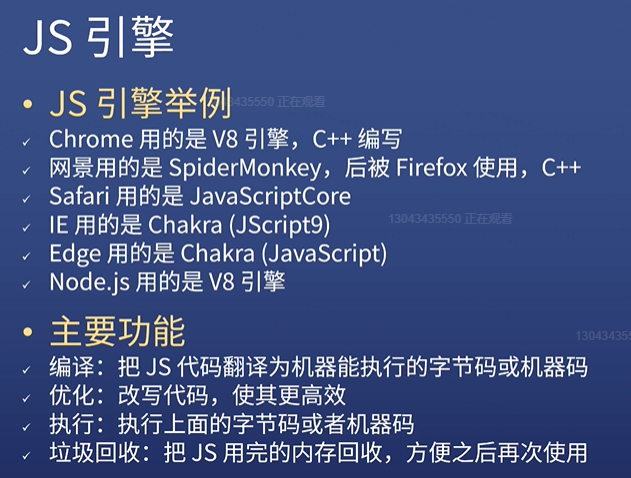 JS 引擎
• JS 引擎举例
13043435550 正在观看
✓ Chrome 用的是 V8 引擎，C++ 编写
✓ 网景用的是 SpiderMonkey，后被 Firefox 使用，C++
✓ Safari 用的是 JavaScriptCore
13043435550 正在观看
✓ IE 用的是 Chakra (JScript9)
✓ Edge 用的是 Chakra (JavaScript)
✓ Node.js 用的是 V8 引擎
• 主要功能
1304343555
✓ 编译：把 JS 代码翻译为机器能执行的字节码或机器码
✓ 优化：改写代码，使其更高效
✓ 执行：执行上面的字节码或者机器码
✓ 垃圾回收：把 JS 用完的内存回收，方便之后再次使用